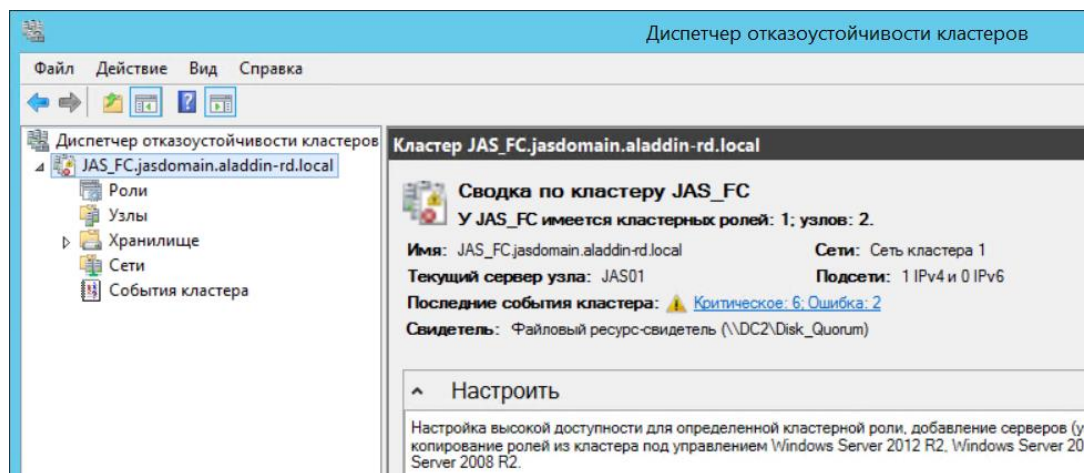 Диспетчер отказоустойчивости кластеров
Файл Действие Вид Справка
Диспетчер отказоустойчивости кластеров
JAS_FC.jasdomain.aladdin-rd.local
Роли
Узлы
Хранилище
Сети
События кластера
Кластер JAS_FC.jasdomain.aladdin-rd.local
Сводка по кластеру JAS_FC
У JAS_FC имеется кластерных ролей: 1; узлов: 2.
Имя: JAS_FC.jasdomain.aladdin-rd.local Сети: Сеть кластера 1
Текущий сервер узла: JAS01 Подсети: 1 IPv4 и 0 IPv6
Последние события кластера: Критическое: 6; Ошибка: 2
Свидетель: Файловый ресурс-свидетель (\\DC2\Disk_Quorum)
Настроить
Настройка высокой доступности для определенной кластерной роли, добавление серверов (у
копирование ролей из кластера под управлением Windows Server 2012 R2, Windows Server 20
Server 2008 R2.